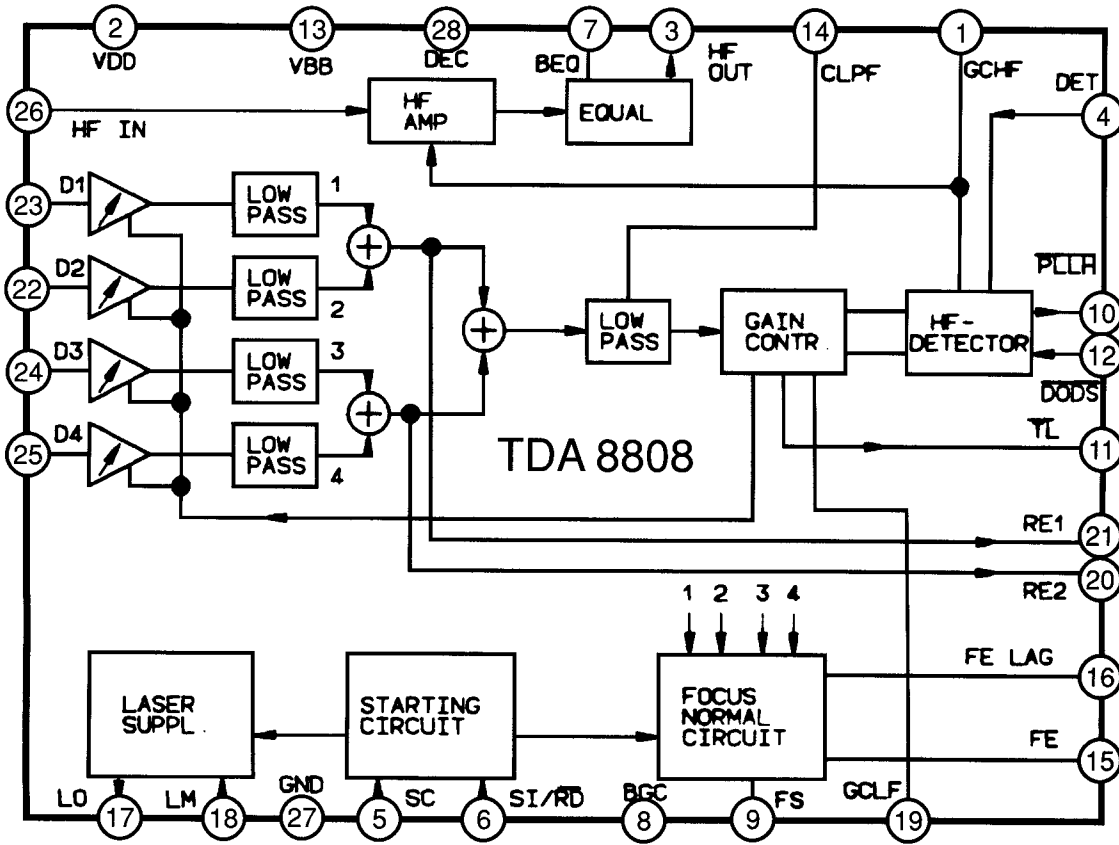 2
13
28
7
3
14
1
VDD
VBB
DEC
BEQ
HF
OUT
CLPF
GCHF
DET
26
HF IN
HF
AMP
EQUAL
4
23
D1
LOW
PASS
1
22
D2
LOW
PASS
2
PLLH
10
24
D3
LOW
PASS
3
LOW
PASS
GAIN
CONTR.
HF-
DETECTOR
12
DODS
25
D4
LOW
PASS
4
TDA 8808
TL
11
RE1
21
20
RE2
1 2 3 4
FE LAG
16
LASER
SUPPL.
STARTING
CIRCUIT
FOCUS
NORMAL
CIRCUIT
FE
15
LO
17
LM
18
GND
27
5
SC
6
SI/RD
BGC
8
9
FS
GCLF
19